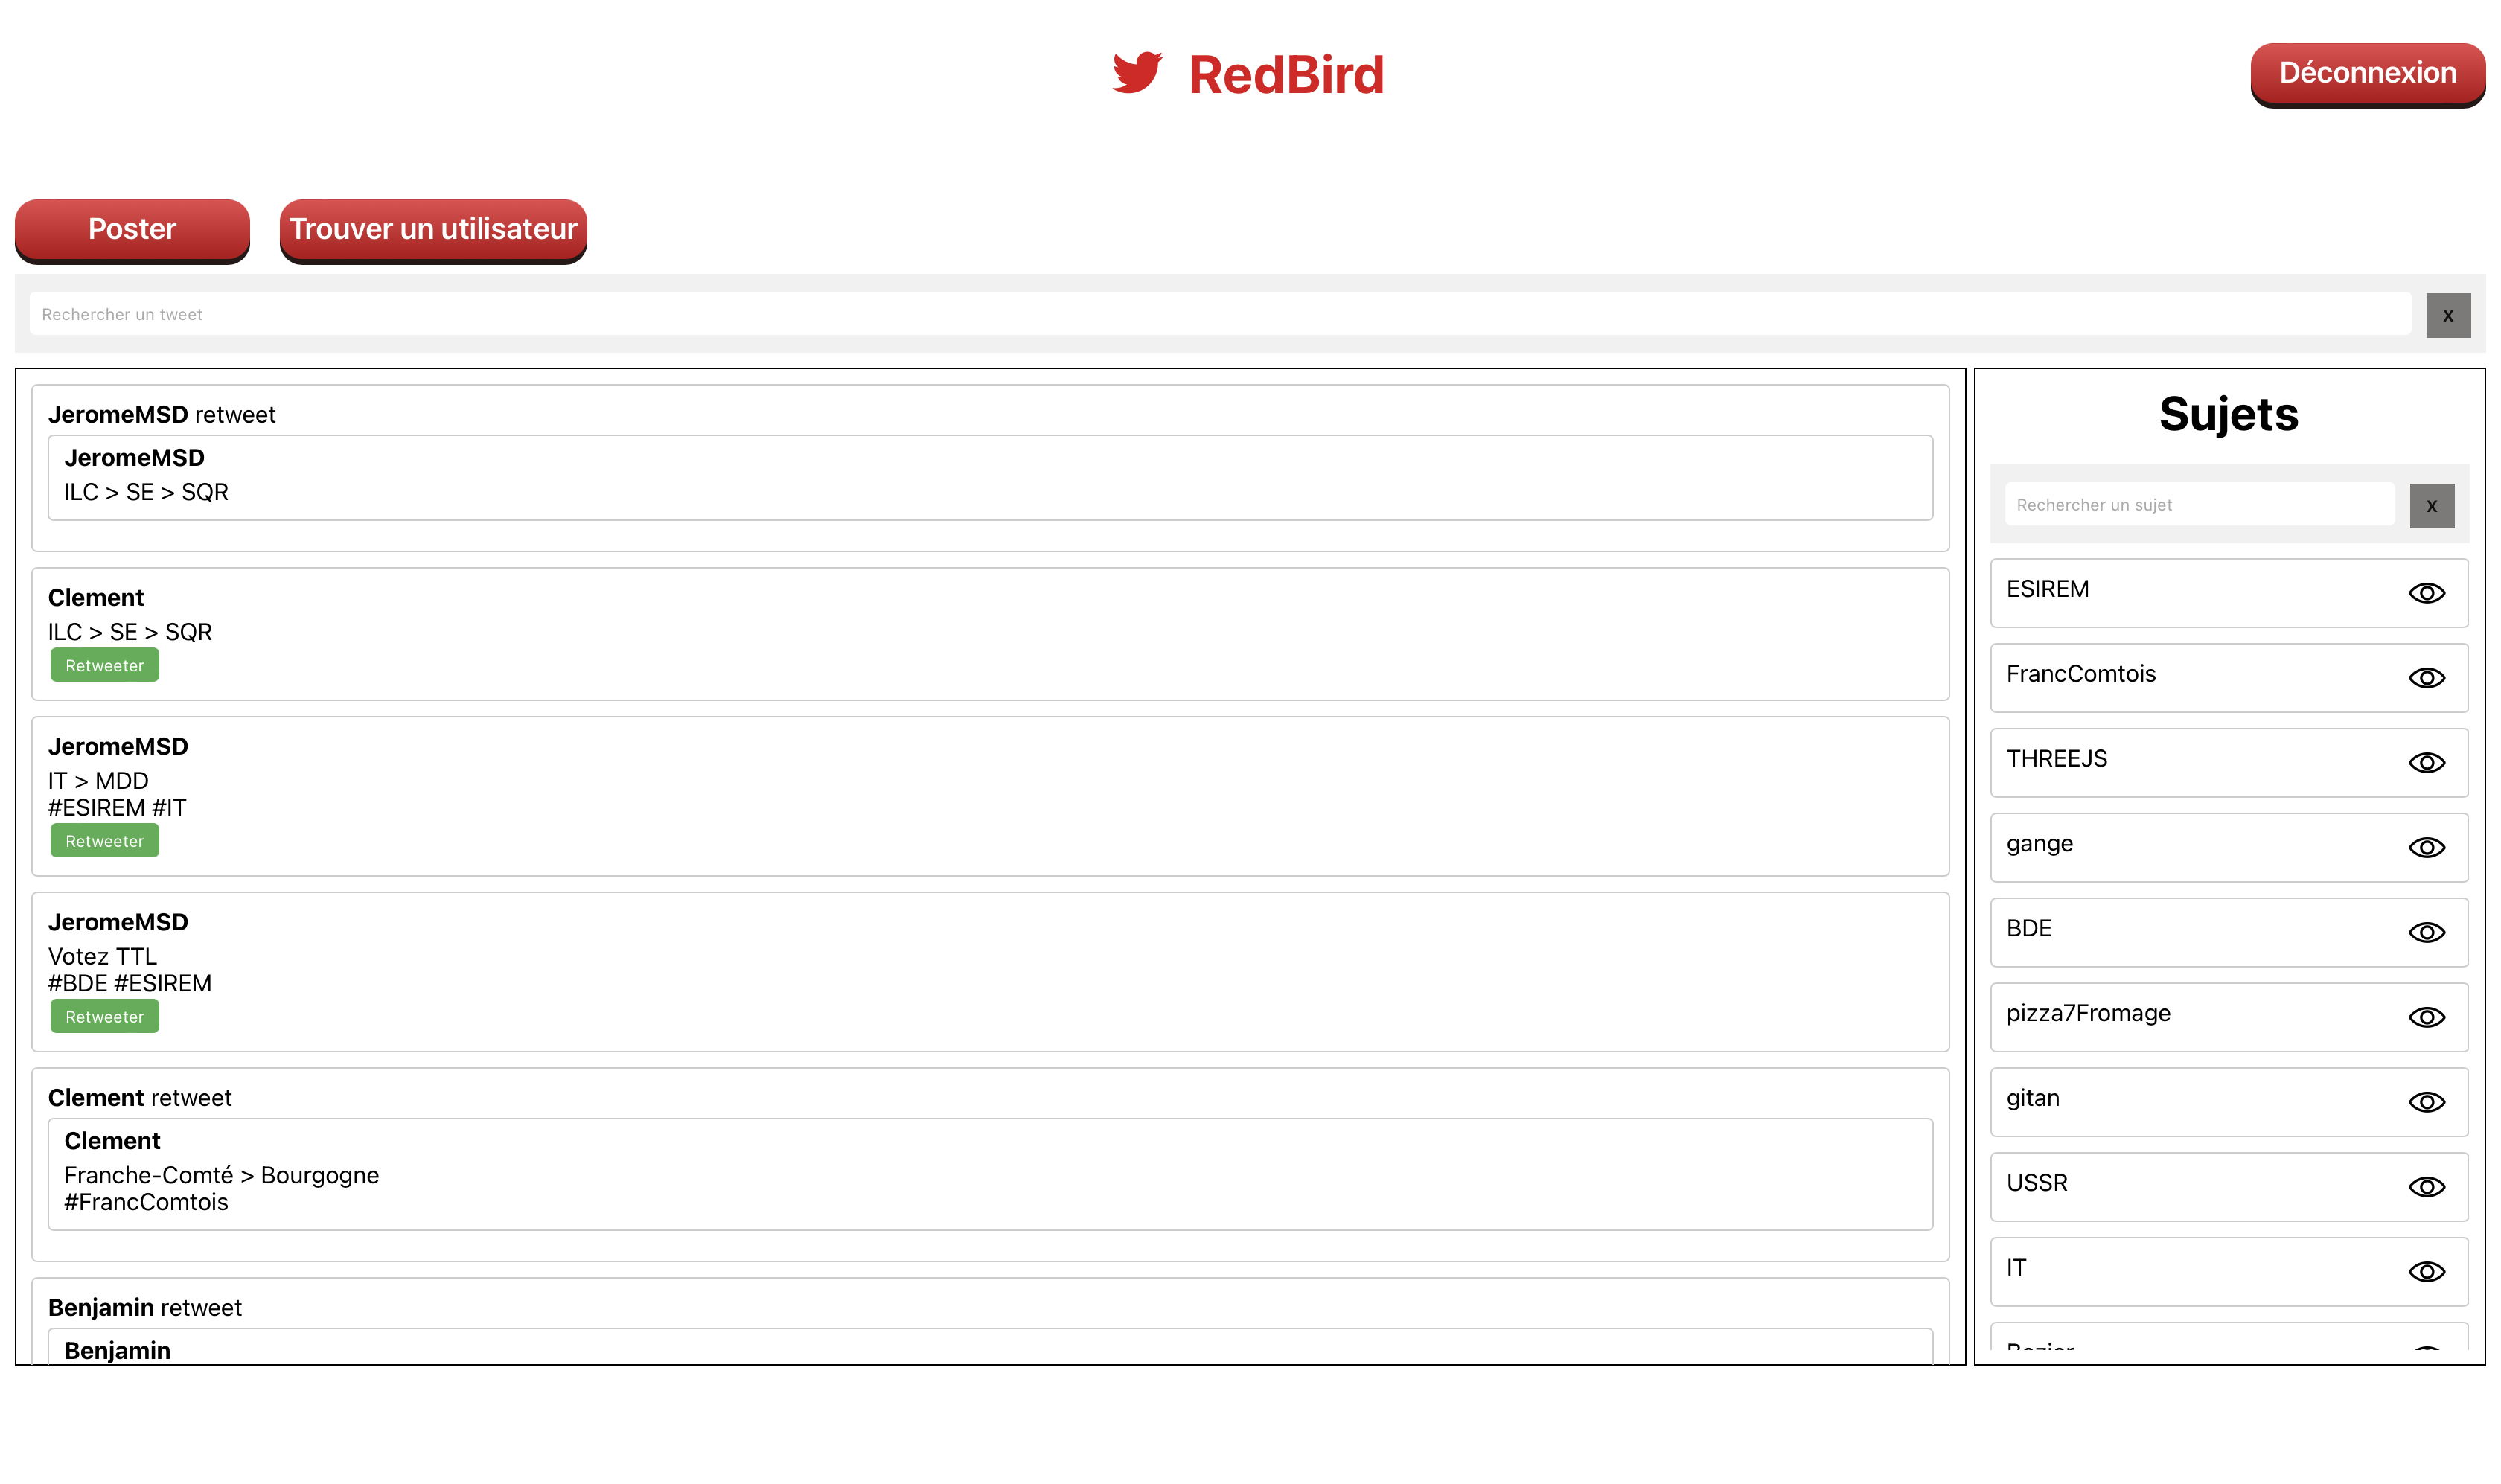 RedBird
Déconnexion
Poster
Trouver un utilisateur
Rechercher un tweet
X
JeromeMSD retweet
JeromeMSD
ILC > SE > SQR
Clement
ILC > SE > SQR
Retweeter
JeromeMSD
IT > MDD
#ESIREM #IT
Retweeter
JeromeMSD
Votez TTL
#BDE #ESIREM
Retweeter
Clement retweet
Clement
Franche-Comté > Bourgogne
#FrancComtois
Benjamin retweet
Benjamin
Sujets
Rechercher un sujet
X
ESIREM
FrancComtois
THREEJS
gange
BDE
pizza7Fromage
gitan
USSR
IT